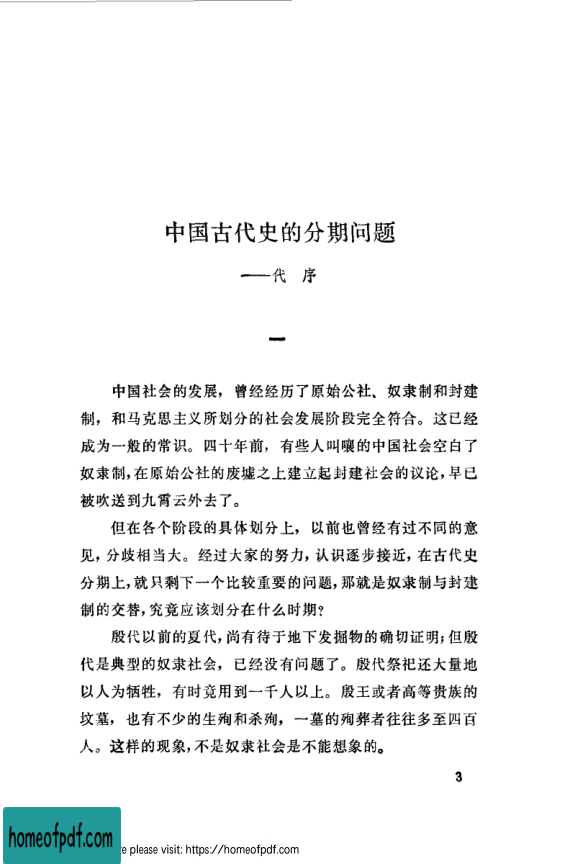 中国古代史的分期问题
——代 序
一
中国社会的发展，曾经经历了原始公社、奴隶制和封建
制，和马克思主义所划分的社会发展阶段完全符合。这已经
成为一般的常识。四十年前，有些人叫嚷的中国社会空白了
奴隶制，在原始公社的废墟之上建立起封建社会的议论，早已
被吹送到九霄云外去了。
但在各个阶段的具体划分上，以前也曾经有过不同的意
见，分歧相当大。经过大家的努力，认识逐步接近，在古代史
分期上，就只剩下一个比较重要的问题，那就是奴隶制与封建
制的交替，究竟应该划分在什么时期？
殷代以前的夏代，尚有待于地下发掘物的确切证明；但殷
代是典型的奴隶社会，已经没有问题了。殷代祭祀还大量地
以人为牺牲，有时竟用到一千人以上。殷王或者高等贵族的
坟墓，也有不少的生殉和杀殉，一墓的殉葬者往往多至四百
人。这样的现象，不是奴隶社会是不能想象的。
3
homeofpdf.com
re please visit: https://homeofpdf.com